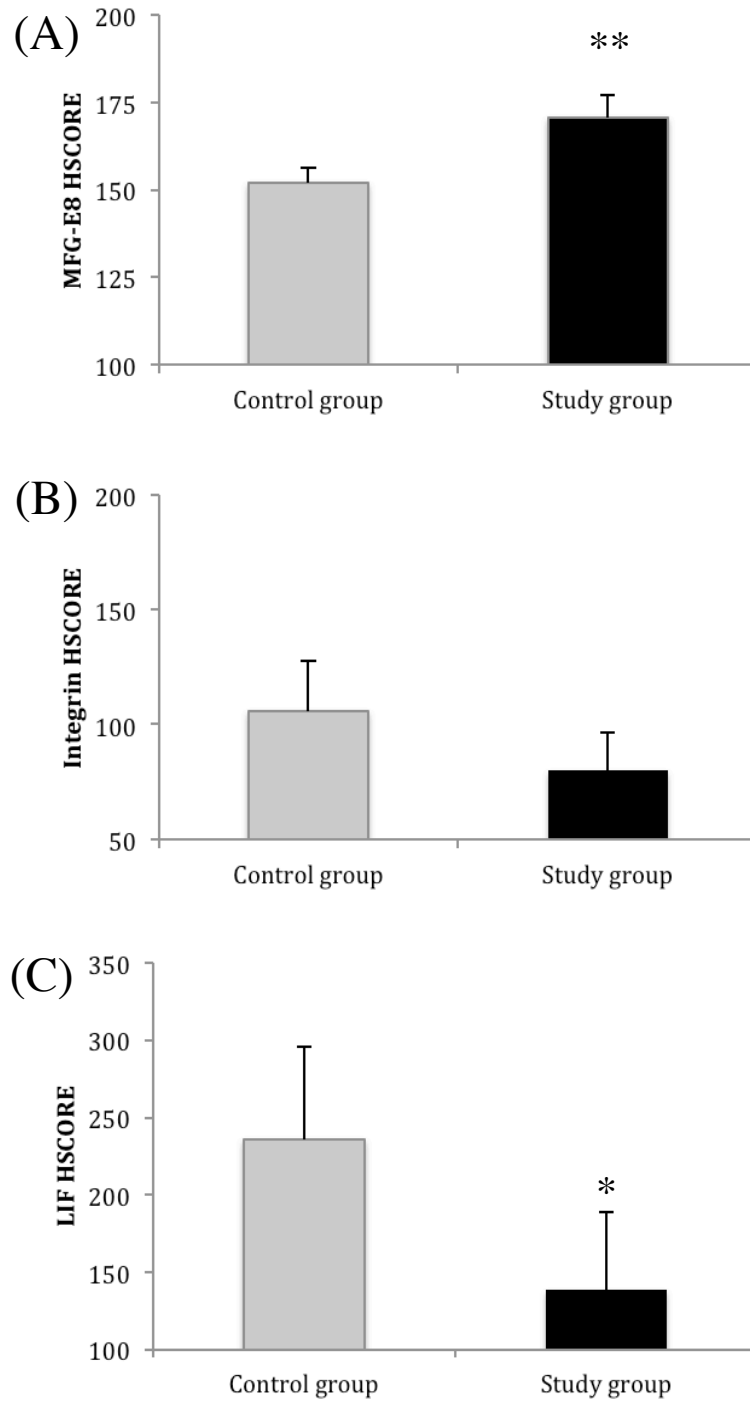 (A)
MFG-E8 HSCORE
200
175
150
125
100
**
Control group
Study group
(B)
Integrin HSCORE
200
150
100
50
Control group
Study group
(C)
LIF HSCORE
350
300
250
200
150
100
*
Control group
Study group